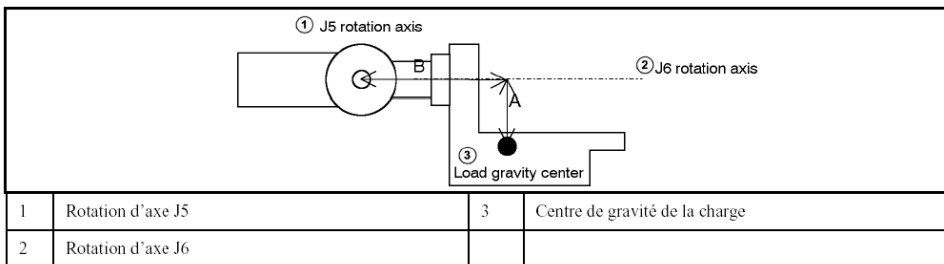 ① J5 rotation axis
B
② J6 rotation axis
A
③
Load gravity center
1 Rotation d'axe J5 3 Centre de gravité de la charge
2 Rotation d'axe J6